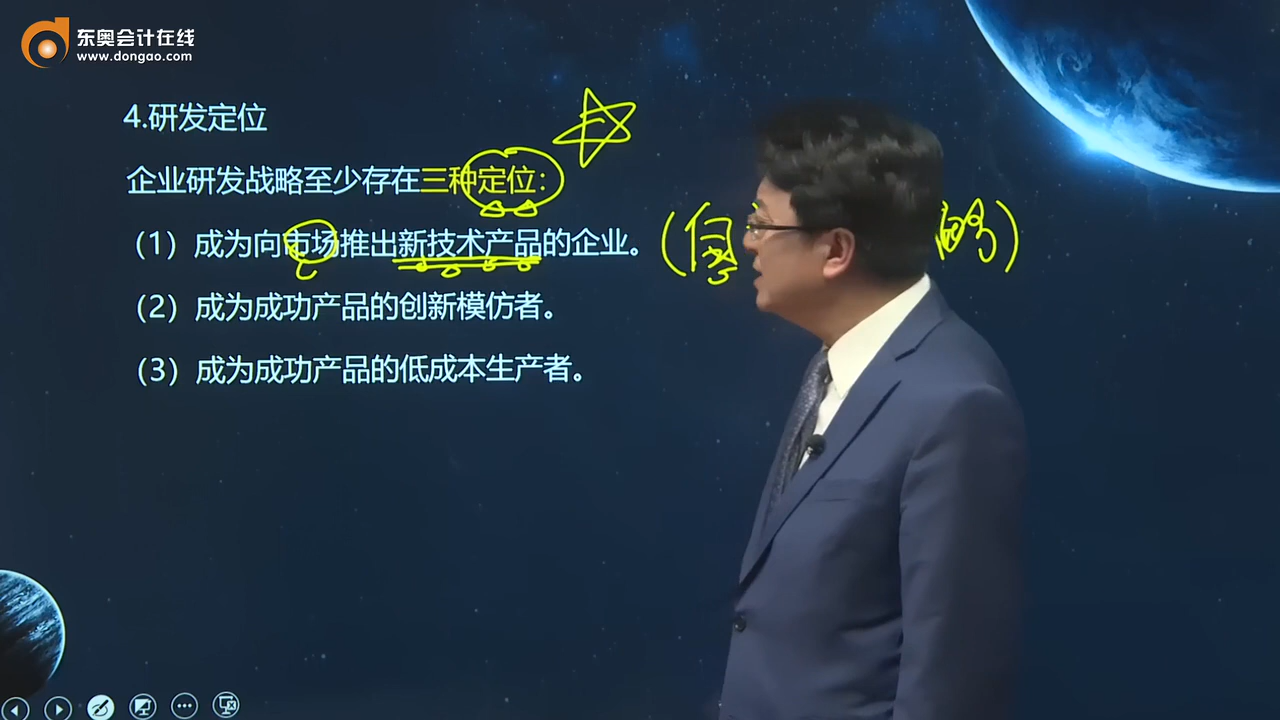 东奥会计在线
www.dongao.com
4.研发定位
企业研发战略至少存在三种定位：
（1）成为向市场推出新技术产品的企业。
（2）成为成功产品的创新模仿者。
（3）成为成功产品的低成本生产者。